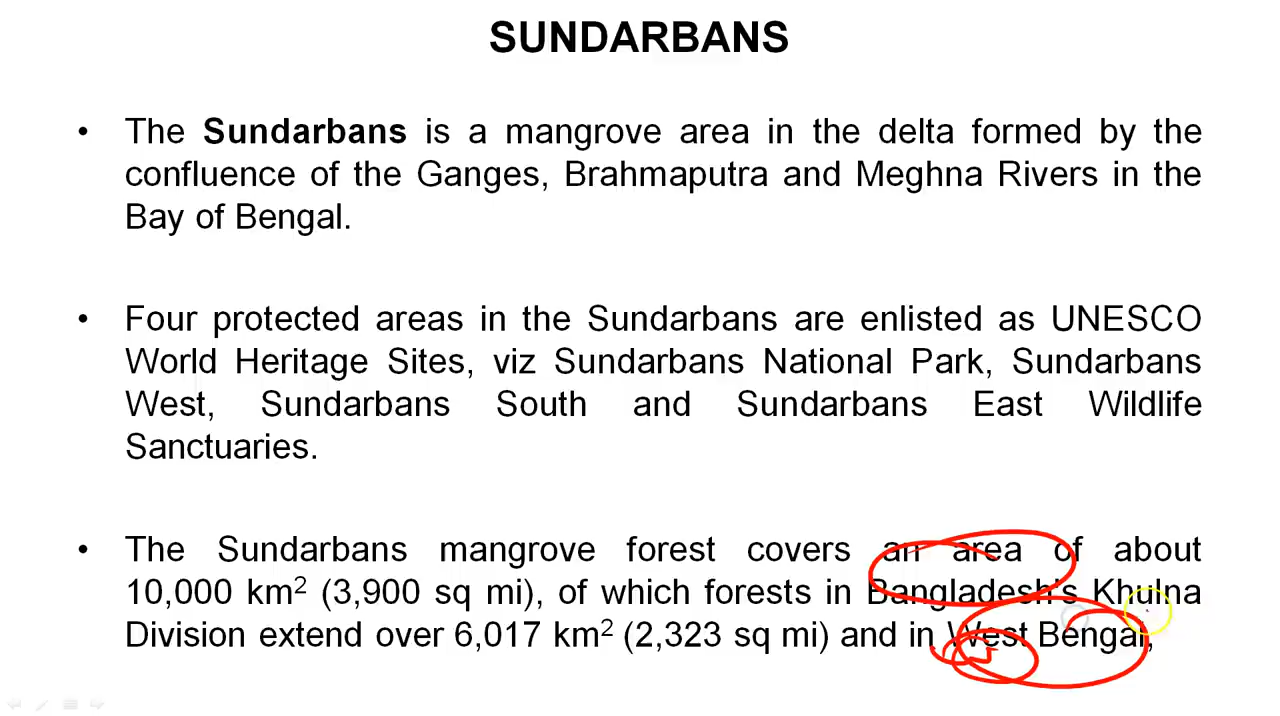 SUNDARBANS
• The Sundarbans is a mangrove area in the delta formed by the
confluence of the Ganges, Brahmaputra and Meghna Rivers in the
Bay of Bengal.
• Four protected areas in the Sundarbans are enlisted as UNESCO
World Heritage Sites, viz Sundarbans National Park, Sundarbans
West, Sundarbans South and Sundarbans East Wildlife
Sanctuaries.
• The Sundarbans mangrove forest covers an area of about
10,000 km² (3,900 sq mi), of which forests in Bangladesh's Khulna
Division extend over 6,017 km² (2,323 sq mi) and in West Bengal,